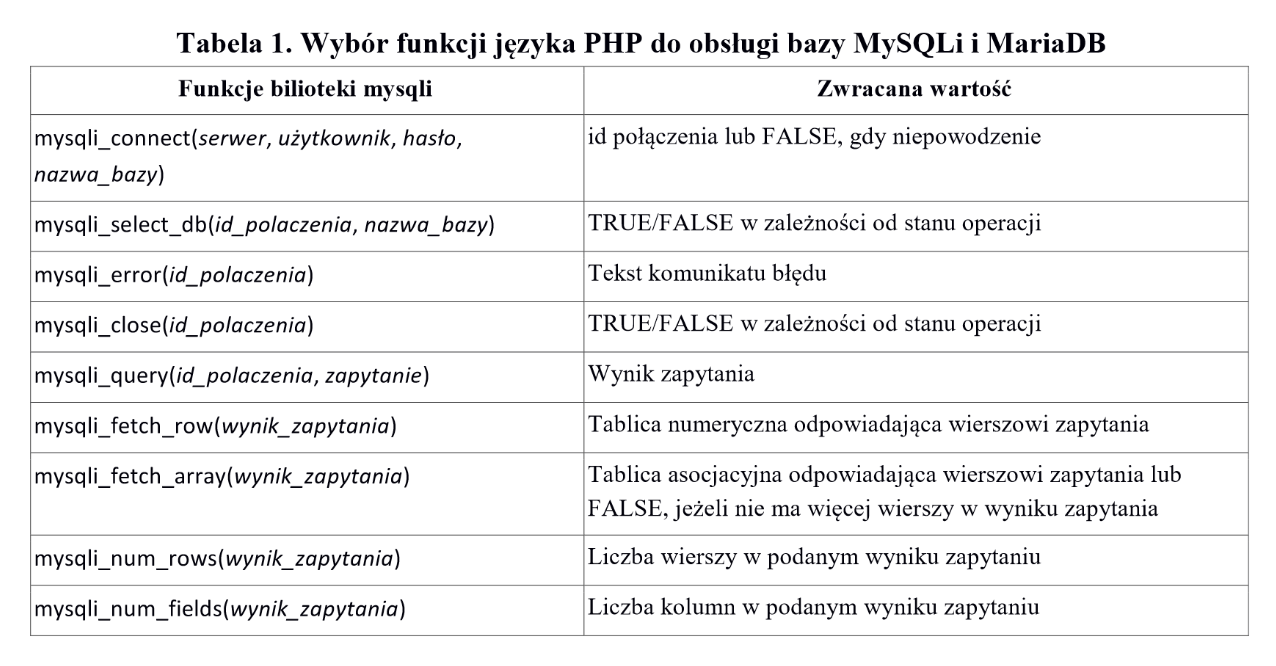 Tabela 1. Wybór funkcji języka PHP do obsługi bazy MySQLi i MariaDB
Funkcje bilioteki mysqli
Zwracana wartość
mysqli_connect(serwer, użytkownik, hasło,
nazwa_bazy)
id połączenia lub FALSE, gdy niepowodzenie
mysqli_select_db(id_polaczenia, nazwa_bazy)
TRUE/FALSE w zależności od stanu operacji
mysqli_error(id_polaczenia)
Tekst komunikatu błędu
mysqli_close(id_polaczenia)
TRUE/FALSE w zależności od stanu operacji
mysqli_query(id_polaczenia, zapytanie)
Wynik zapytania
mysqli_fetch_row(wynik_zapytania)
Tablica numeryczna odpowiadająca wierszowi zapytania
mysqli_fetch_array(wynik_zapytania)
Tablica asocjacyjna odpowiadająca wierszowi zapytania lub
FALSE, jeżeli nie ma więcej wierszy w wyniku zapytania
mysqli_num_rows(wynik_zapytania)
Liczba wierszy w podanym wyniku zapytaniu
mysqli_num_fields(wynik_zapytania)
Liczba kolumn w podanym wyniku zapytaniu